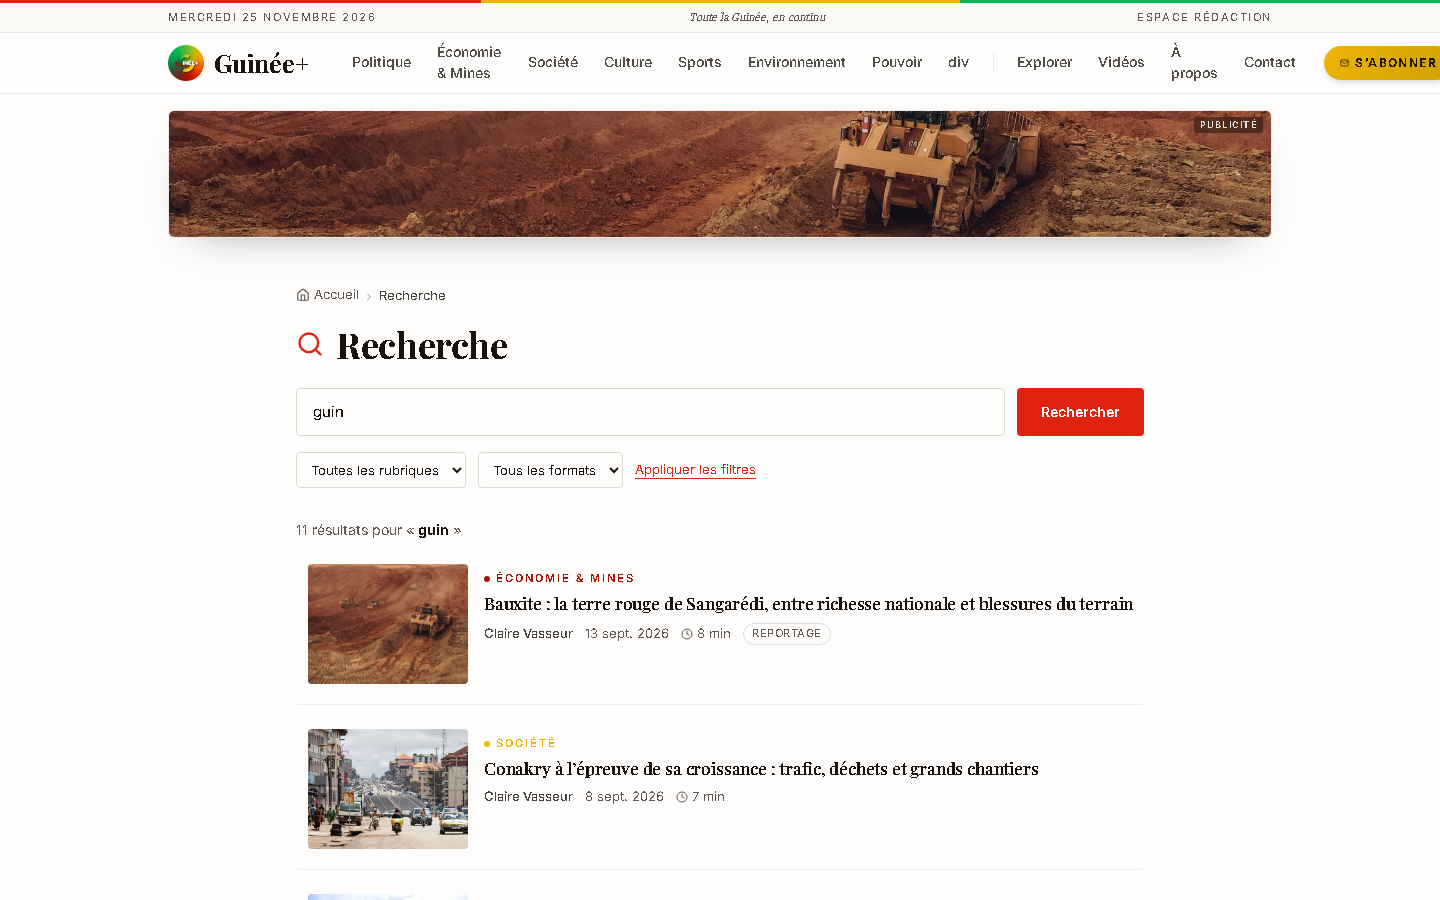 MERCREDI 25 NOVEMBRE 2026
Toute la Guinée, en continu
ESPACE RÉDACTION
Guinée+
Politique
Économie
& Mines
Société
Culture
Sports
Environnement
Pouvoir
div
Explorer
Vidéos
À
propos
Contact
S'ABONNER
PUBLICITÉ
Accueil › Recherche
Recherche
guin
Rechercher
Toutes les rubriques
Tous les formats
Appliquer les filtres
11 résultats pour « guin »
ÉCONOMIE & MINES
Bauxite : la terre rouge de Sangarédi, entre richesse nationale et blessures du terrain
Claire Vasseur 13 sept. 2026 8 min REPORTAGE
SOCIÉTÉ
Conakry à l’épreuve de sa croissance : trafic, déchets et grands chantiers
Claire Vasseur 8 sept. 2026 7 min